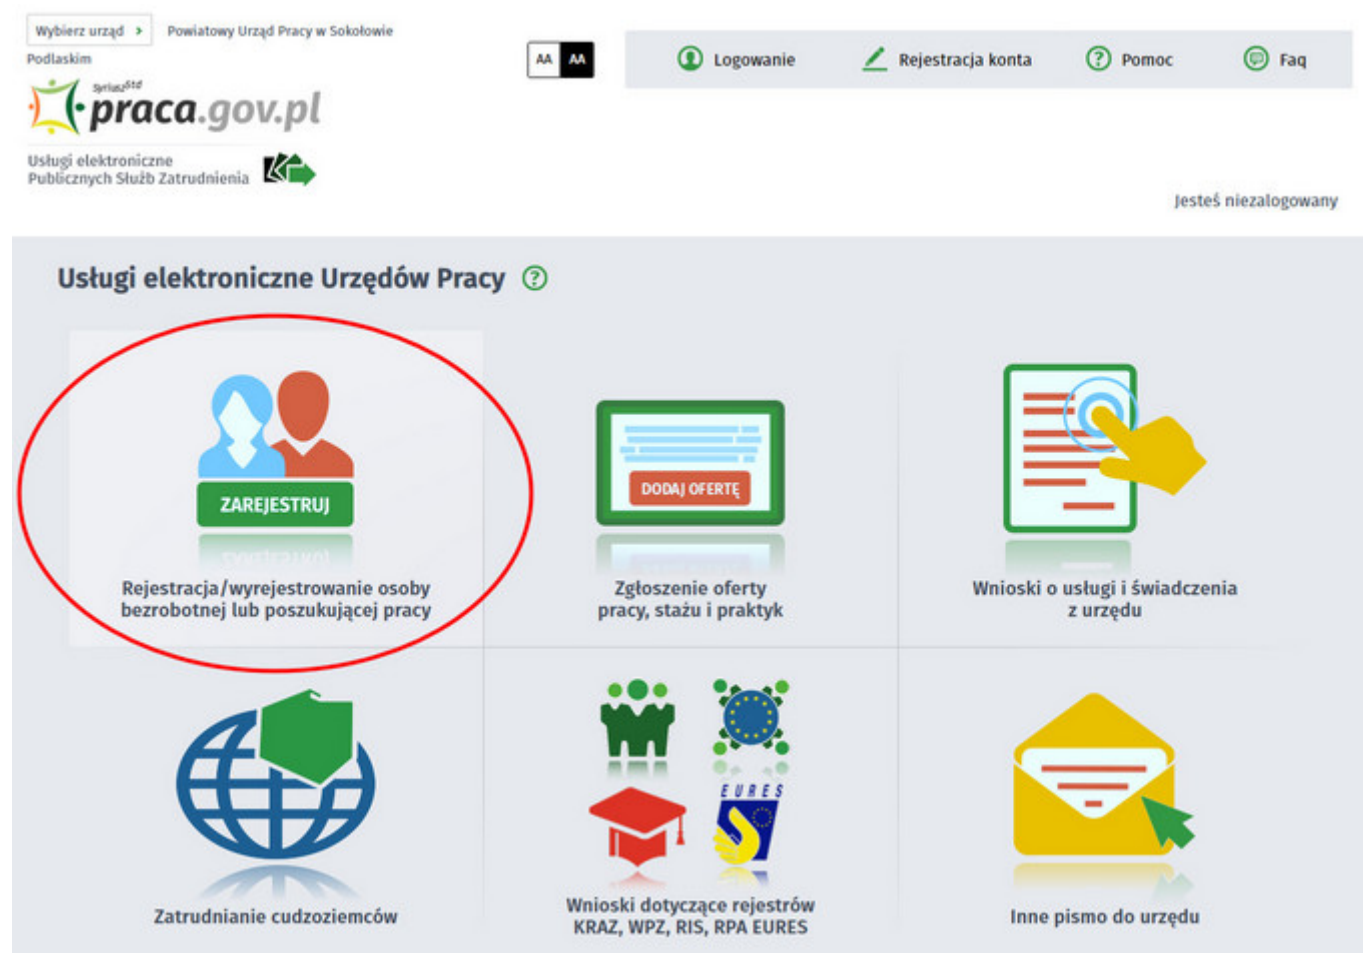 Wybierz urząd > Powiatowy Urząd Pracy w Sokołowie
Podlaskim
AA AA
Logowanie
Rejestracja konta
Pomoc
Faq
Syriusz Std
praca.gov.pl
Usługi elektroniczne
Publicznych Służb Zatrudnienia
Jesteś niezalogowany
Usługi elektroniczne Urzędów Pracy ?
ZAREJESTRUJ
Rejestracja/wyrejestrowanie osoby
bezrobotnej lub poszukującej pracy
DODAJ OFERTĘ
Zgłoszenie oferty
pracy, stażu i praktyk
Wnioski o usługi i świadczenia
z urzędu
Zatrudnianie cudzoziemców
EURES
Wnioski dotyczące rejestrów
KRAZ, WPZ, RIS, RPA EURES
Inne pismo do urzędu